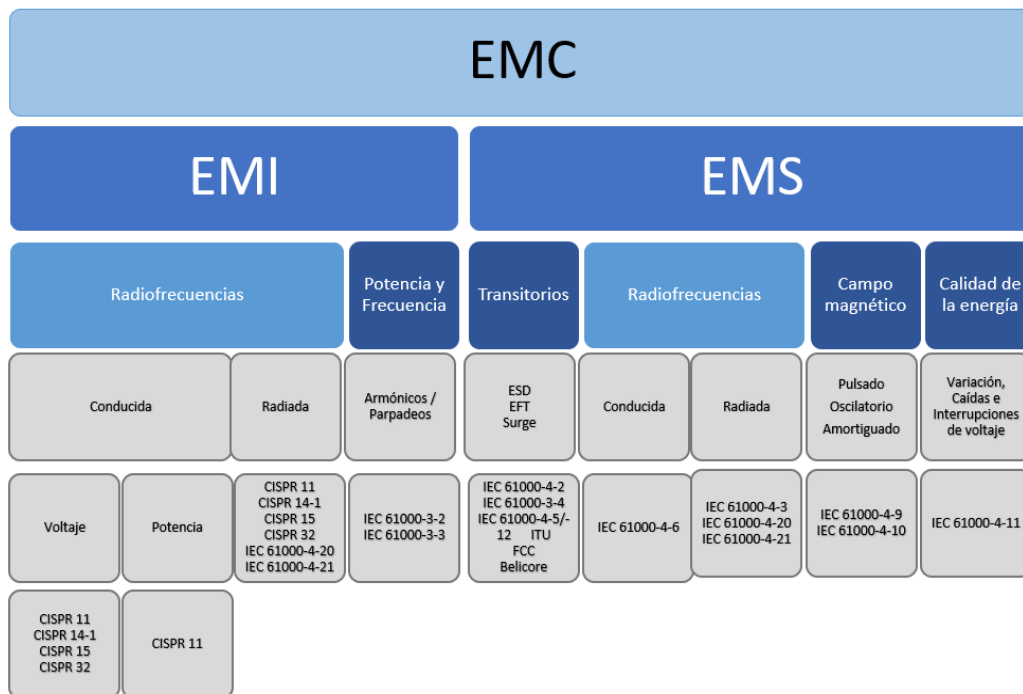 EMC
EMI
EMS
Radiofrecuencias
Potencia y
Frecuencia
Transitorios
Radiofrecuencias
Campo
magnético
Calidad de
la energía
Conducida
Radiada
Armónicos /
Parpadeos
ESD
EFT
Surge
Conducida
Radiada
Pulsado
Oscilatorio
Amortiguado
Variación,
Caídas e
Interrupciones
de voltaje
Voltaje
Potencia
CISPR 11
CISPR 14-1
CISPR 15
CISPR 32
IEC 61000-4-20
IEC 61000-4-21
IEC 61000-3-2
IEC 61000-3-3
IEC 61000-4-2
IEC 61000-3-4
IEC 61000-4-5/-
12 ITU
FCC
Belicore
IEC 61000-4-6
IEC 61000-4-3
IEC 61000-4-20
IEC 61000-4-21
IEC 61000-4-9
IEC 61000-4-10
IEC 61000-4-11
CISPR 11
CISPR 14-1
CISPR 15
CISPR 32
CISPR 11